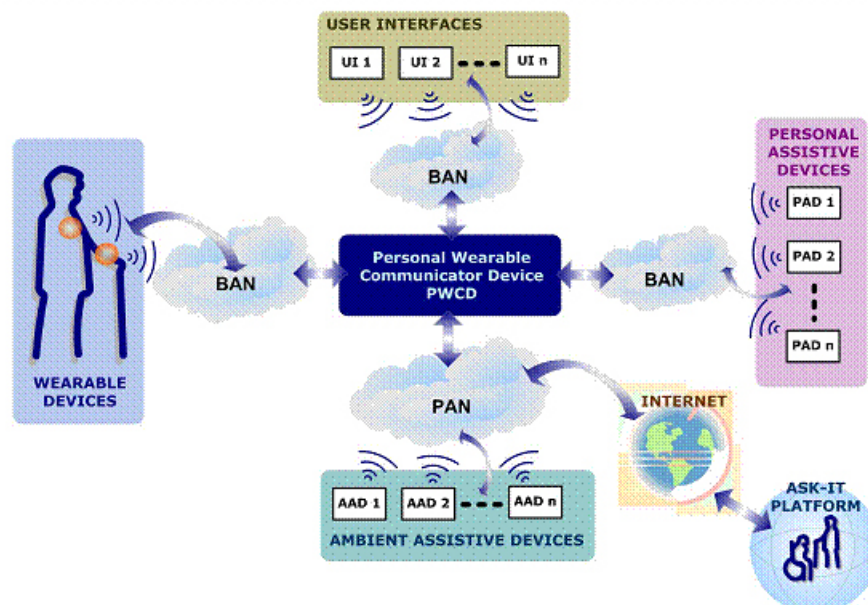 USER INTERFACES
UI 1
UI 2
UI n
BAN
PERSONAL
ASSISTIVE
DEVICES
PAD 1
PAD 2
PAD n
BAN
Personal Wearable
Communicator Device
PWCD
BAN
WEARABLE
DEVICES
PAN
INTERNET
AAD 1
AAD 2
AAD n
AMBIENT ASSISTIVE DEVICES
ASK-IT
PLATFORM